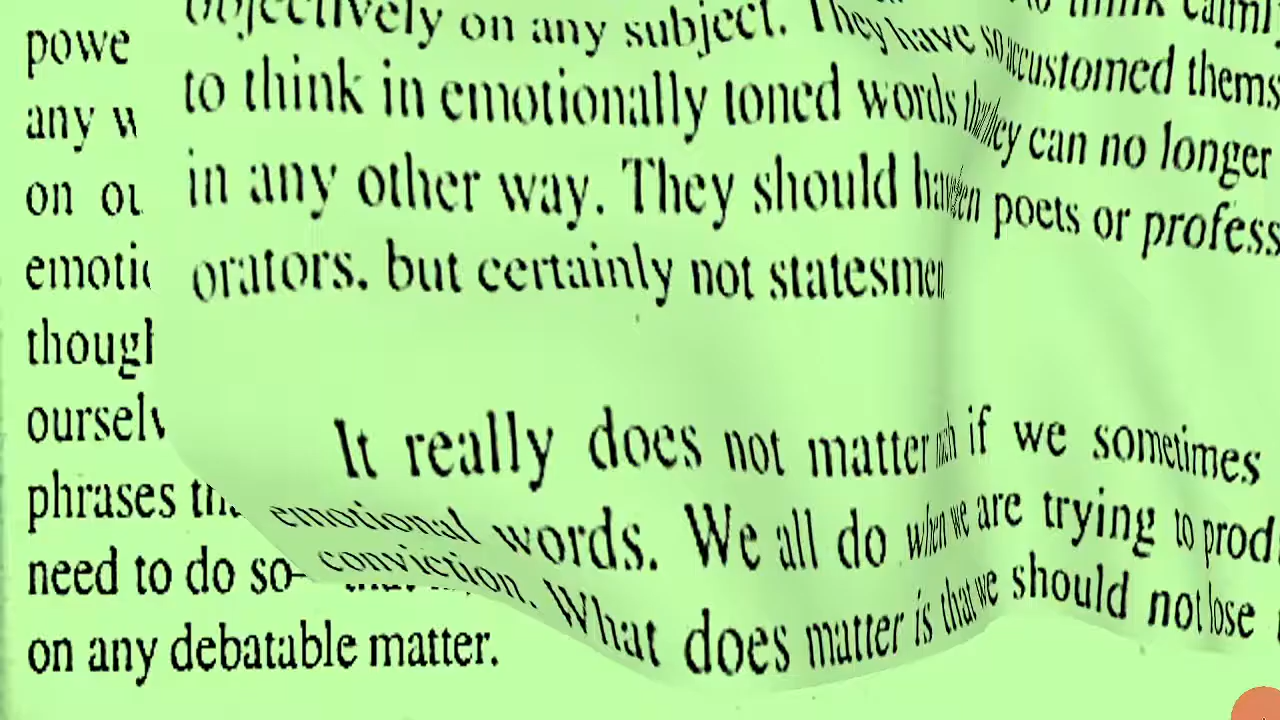 objectively on any subject. They have so accustomed thems
to think in emotionally toned words they can no longer
in any other way. They should have been poets or profess
orators. but certainly not statesmen
It really does not matter much if we sometimes
emotional words. We all do when we are trying to prod
conviction. What does matter is that we should not lose
powe
any w
on ou
emotic
though
ourselv
phrases tha
need to do so—
on any debatable matter.